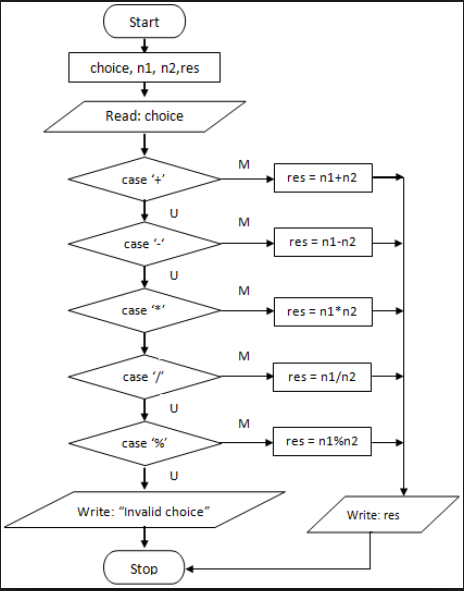 Start
choice, n1, n2,res
Read: choice
case ‘+’
M
res = n1+n2
U
case ‘-‘
M
res = n1-n2
U
case ‘*’
M
res = n1*n2
case ‘/’
M
res = n1/n2
U
case ‘%’
M
res = n1%n2
U
Write: “Invalid choice”
Write: res
Stop